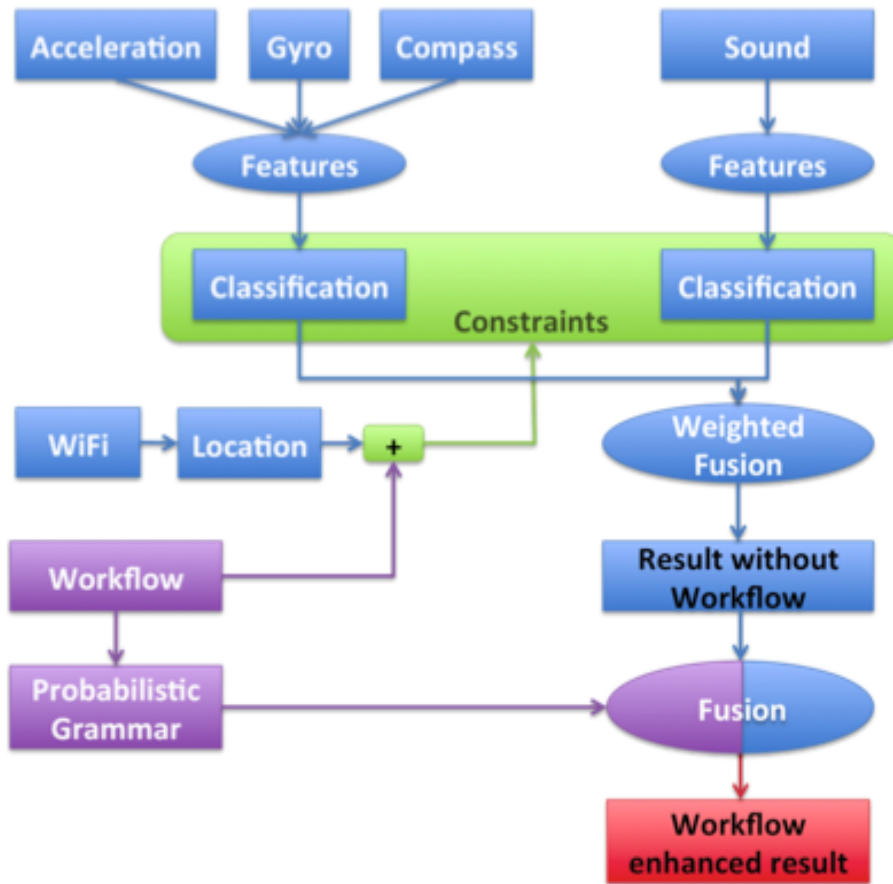 Acceleration
Gyro
Compass
Sound
Features
Features
Classification
Classification
Constraints
WiFi
Location
+
Weighted
Fusion
Workflow
Result without
Workflow
Probabilistic
Grammar
Fusion
Workflow
enhanced result